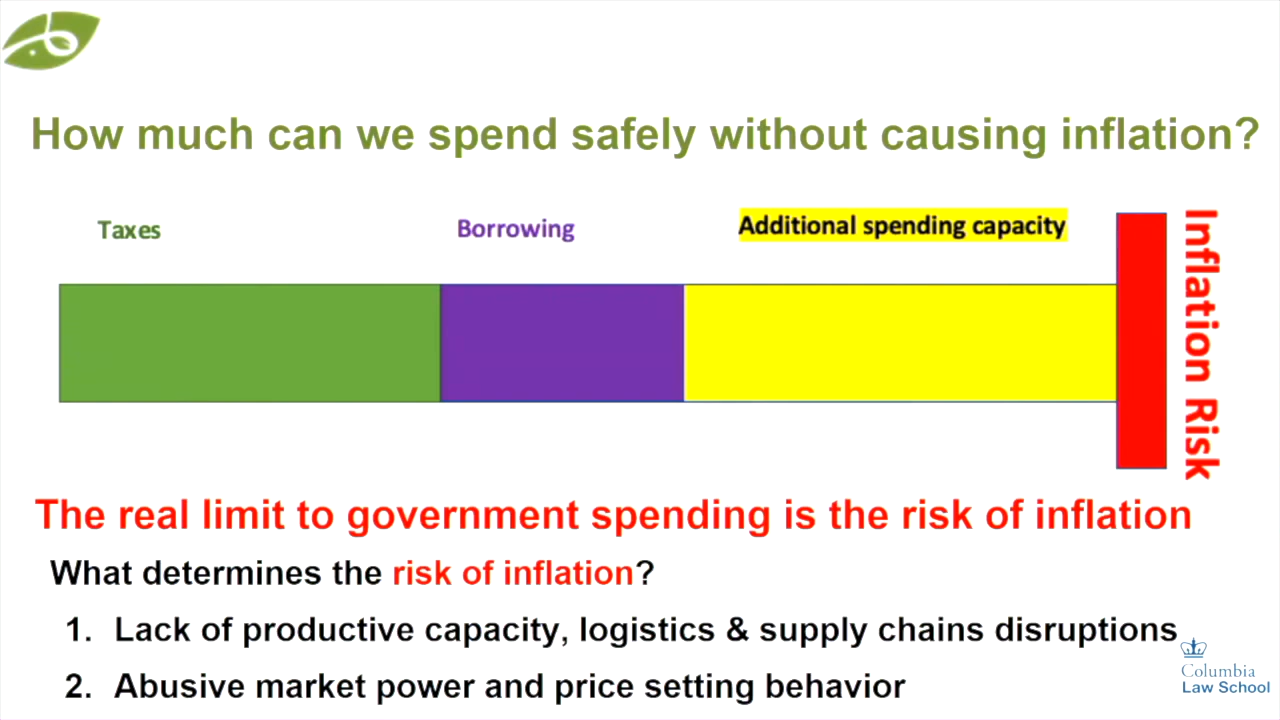 How much can we spend safely without causing inflation?
Taxes
Borrowing
Additional spending capacity
Inflation Risk
The real limit to government spending is the risk of inflation
What determines the risk of inflation?
1. Lack of productive capacity, logistics & supply chains disruptions
2. Abusive market power and price setting behavior
Columbia
Law School